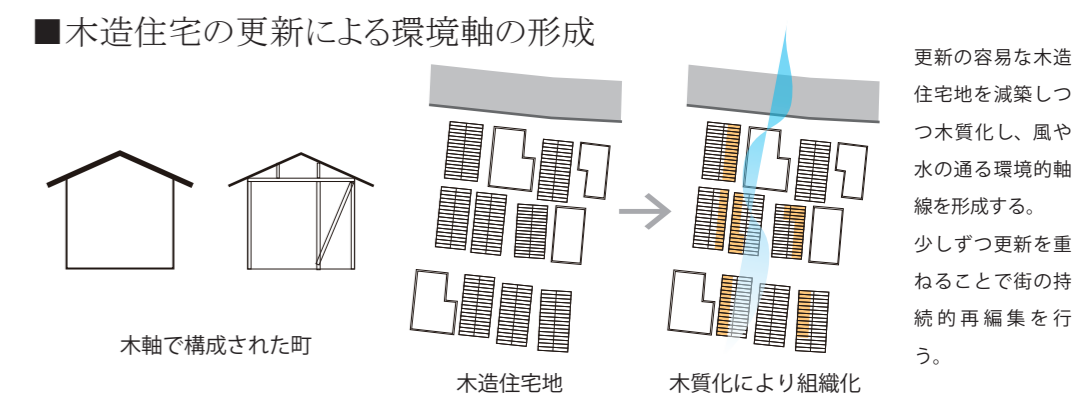 ■木造住宅の更新による環境軸の形成
木軸で構成された町
木造住宅地
木質化により組織化
更新の容易な木造
住宅地を減築しつ
つ木質化し、風や
水の通る環境的軸
線を形成する。
少しずつ更新を重
ねることで街の持
続的再編集を行
う。